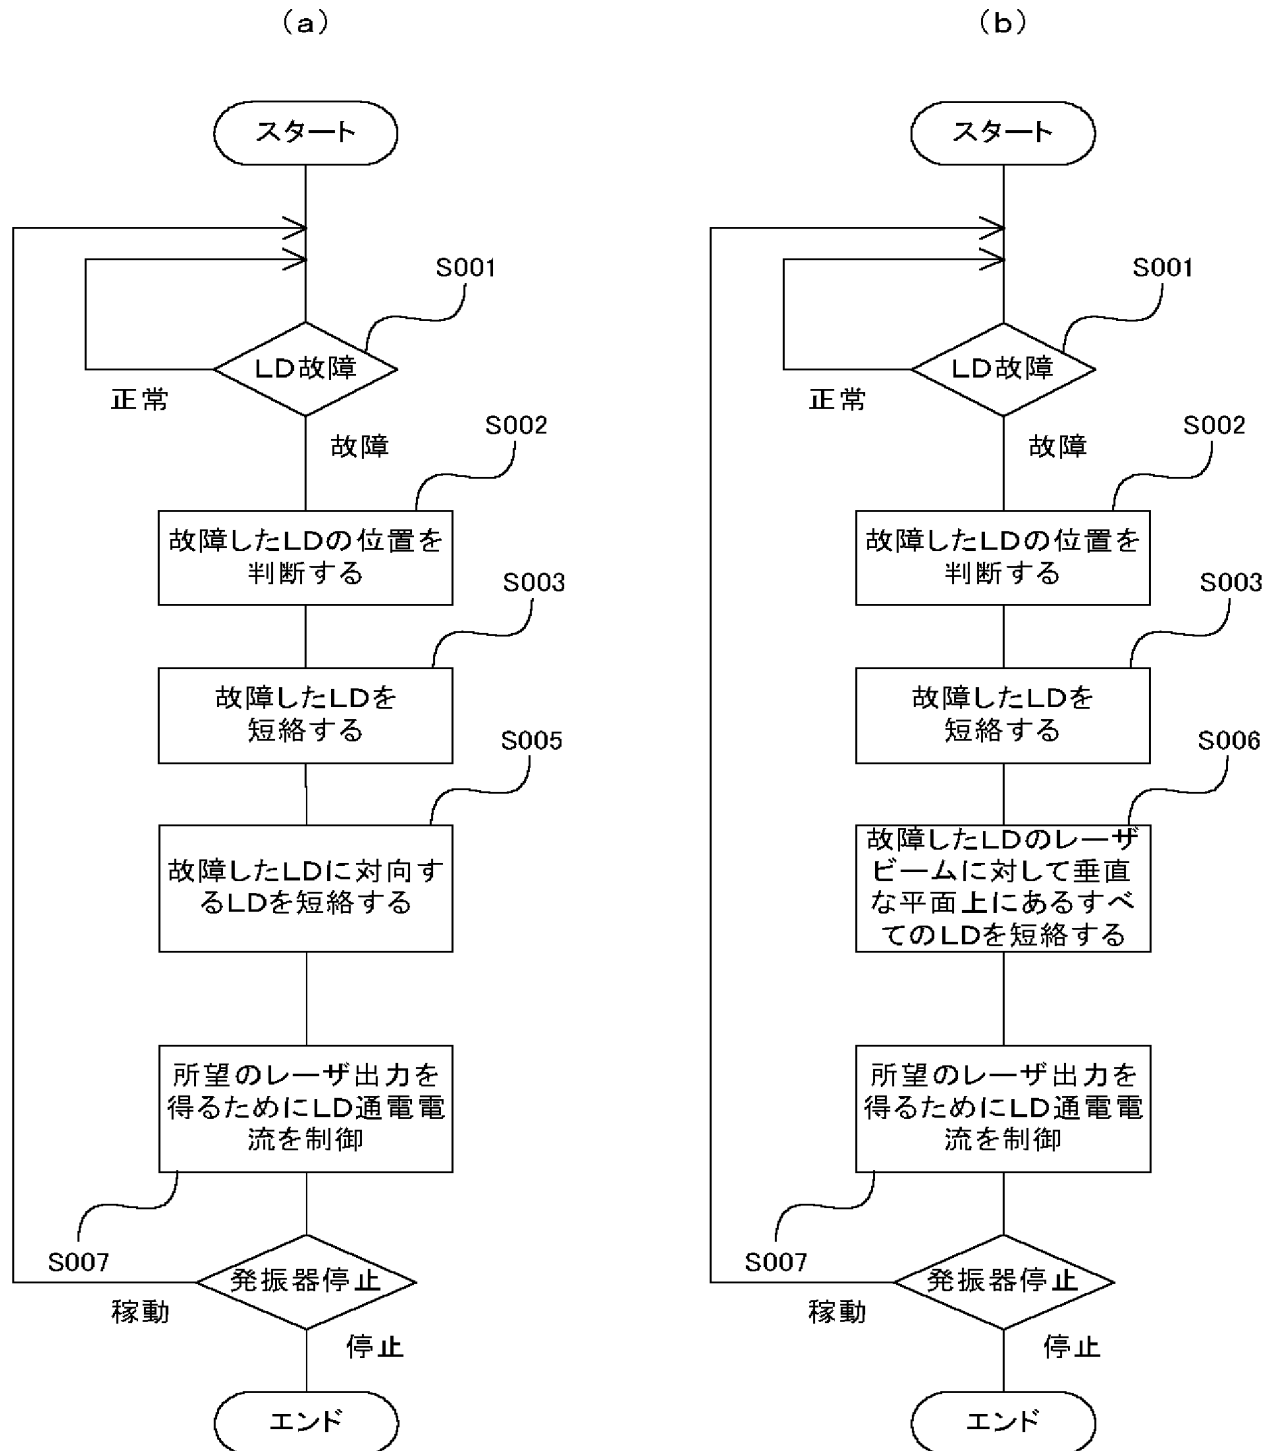 (a)
スタート
S001
LD故障
正常
故障
S002
故障したLDの位置を
判断する
S003
故障したLDを
短絡する
S005
故障したLDに対向す
るLDを短絡する
所望のレーザ出力を
得るためにLD通電電
流を制御
S007
発振器停止
稼動
停止
エンド
(b)
スタート
S001
LD故障
正常
故障
S002
故障したLDの位置を
判断する
S003
故障したLDを
短絡する
S006
故障したLDのレーザ
ビームに対して垂直
な平面上にあるすべ
てのLDを短絡する
所望のレーザ出力を
得るためにLD通電電
流を制御
S007
発振器停止
稼動
停止
エンド